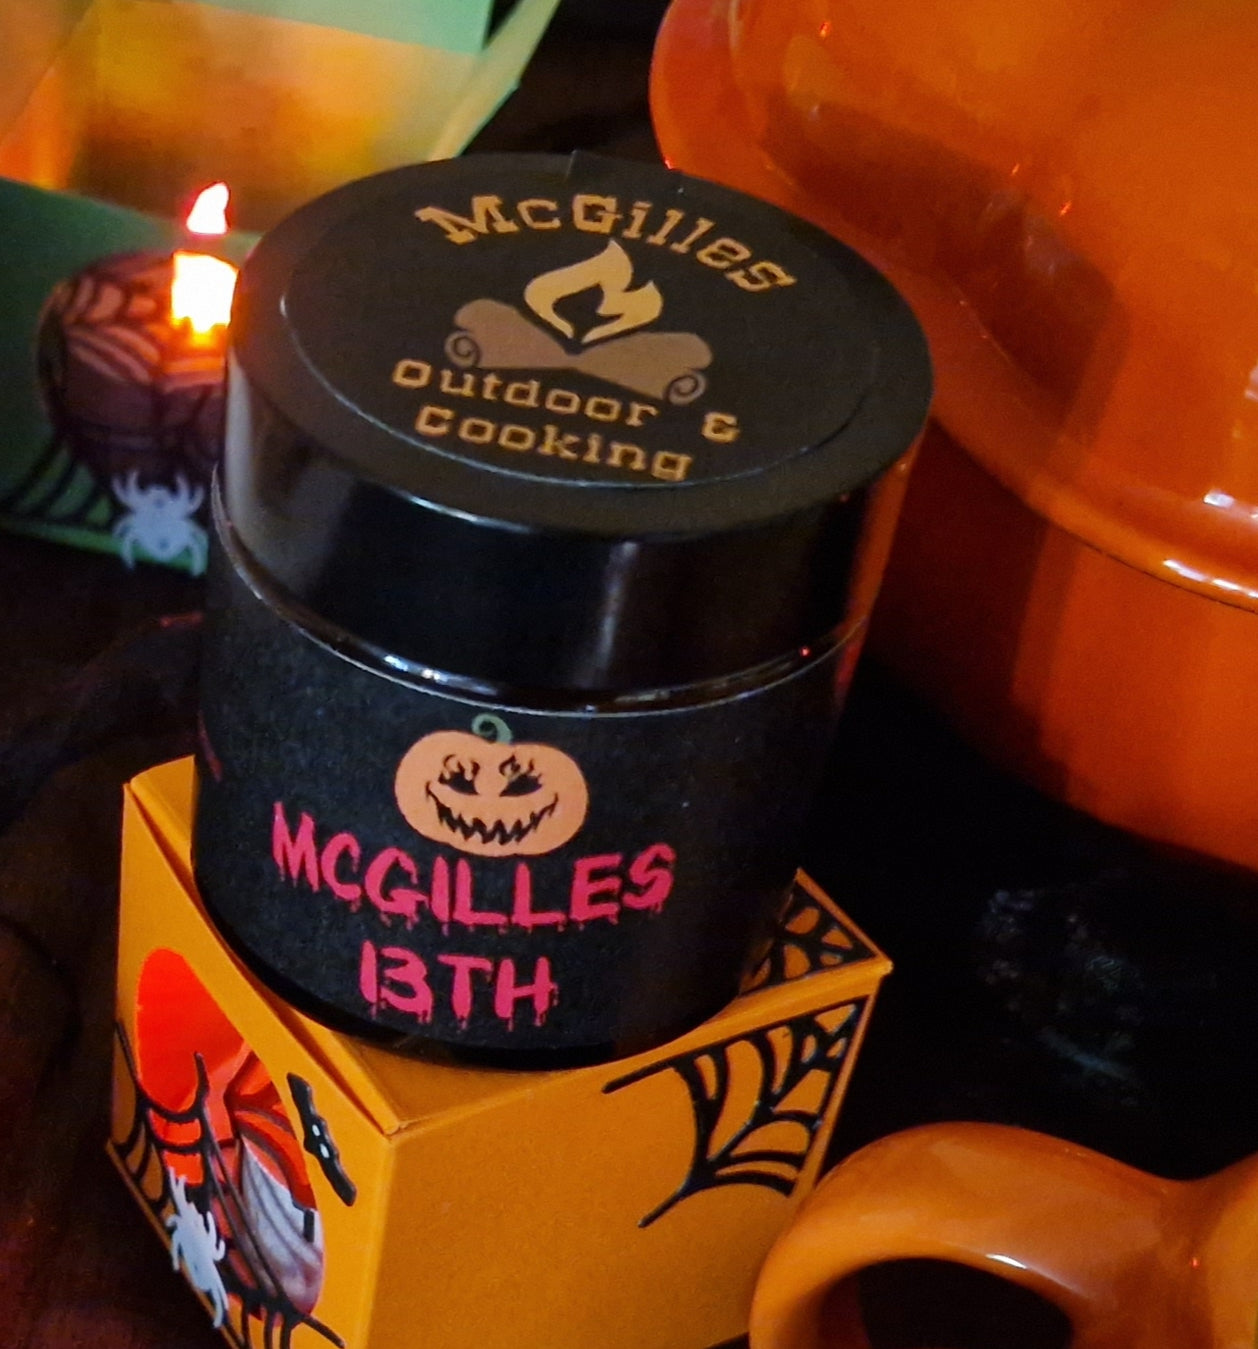 McGilles
outdoor &
cooking
MCGILLES
13TH